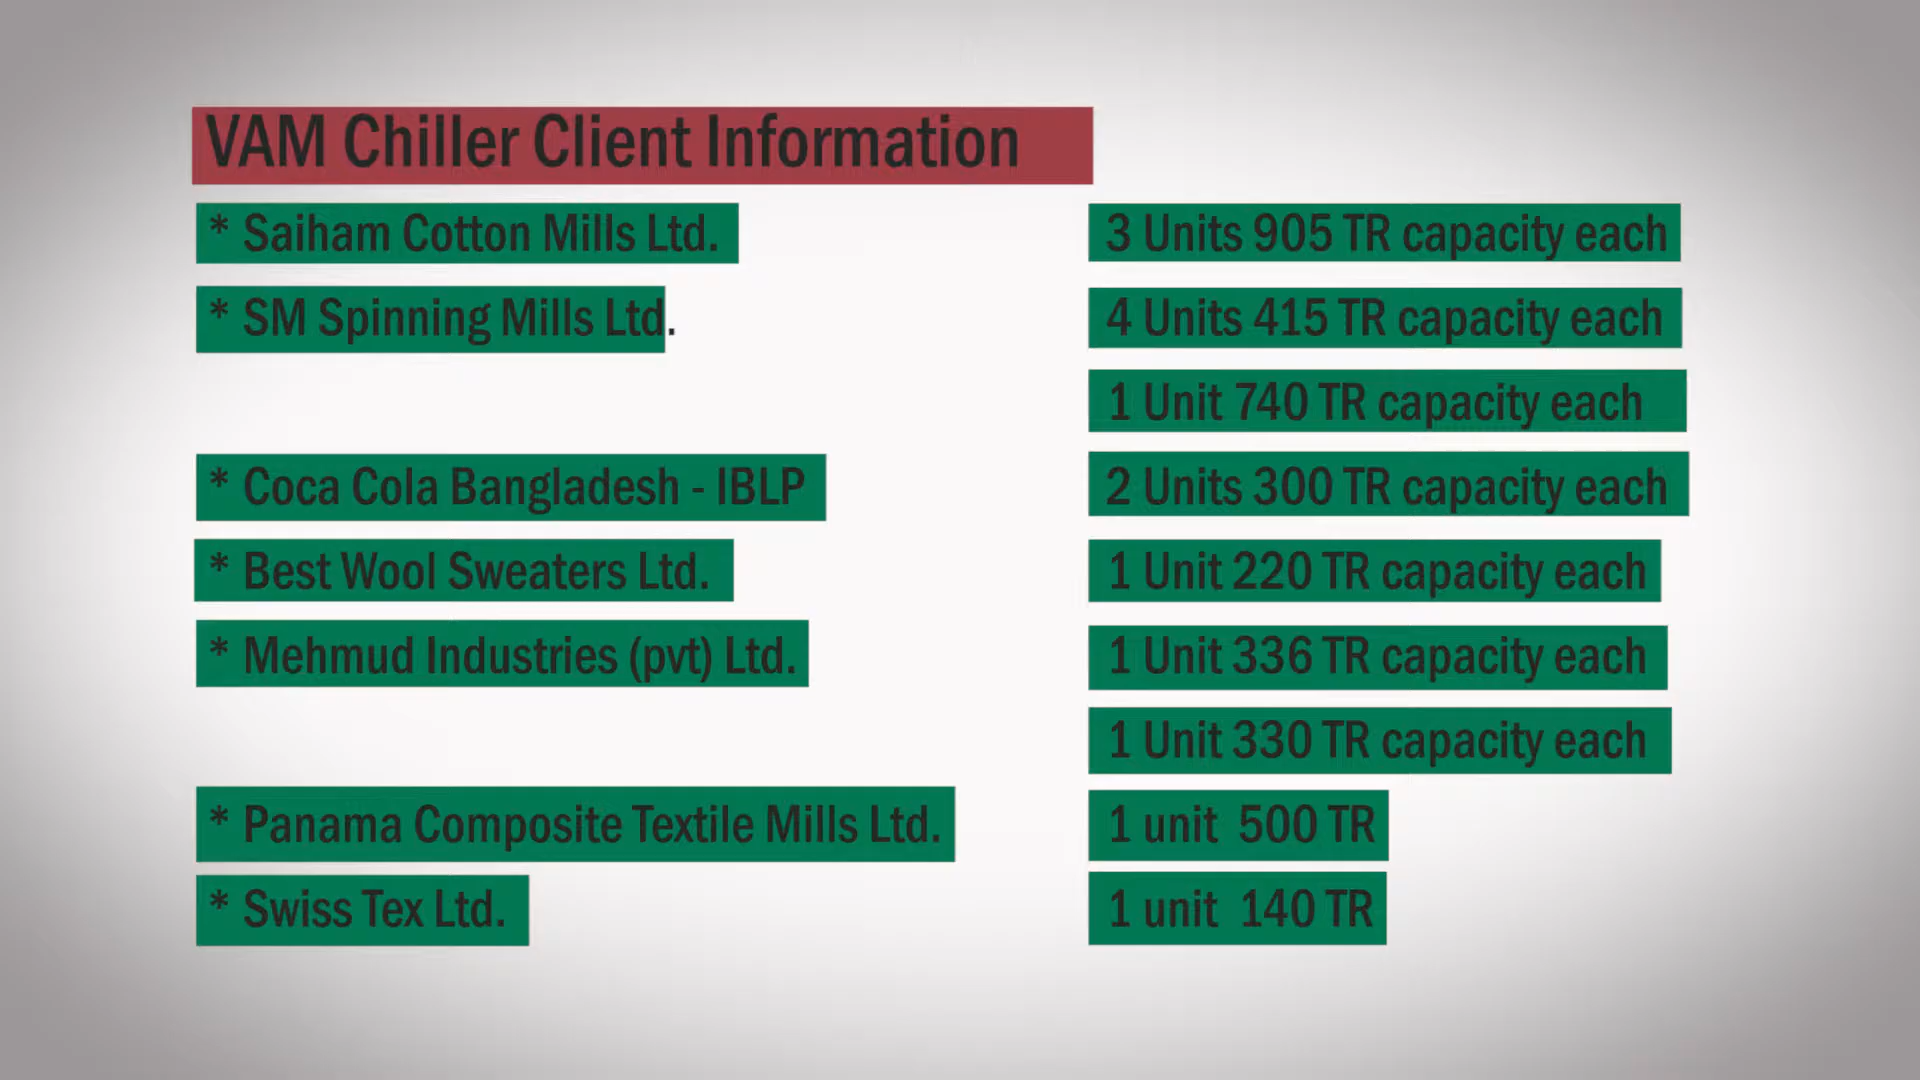 VAM Chiller Client Information
* Saiham Cotton Mills Ltd. 3 Units 905 TR capacity each
* SM Spinning Mills Ltd. 4 Units 415 TR capacity each
1 Unit 740 TR capacity each
* Coca Cola Bangladesh - IBLP 2 Units 300 TR capacity each
* Best Wool Sweaters Ltd. 1 Unit 220 TR capacity each
* Mehmud Industries (pvt) Ltd. 1 Unit 336 TR capacity each
1 Unit 330 TR capacity each
* Panama Composite Textile Mills Ltd. 1 unit 500 TR
* Swiss Tex Ltd. 1 unit 140 TR